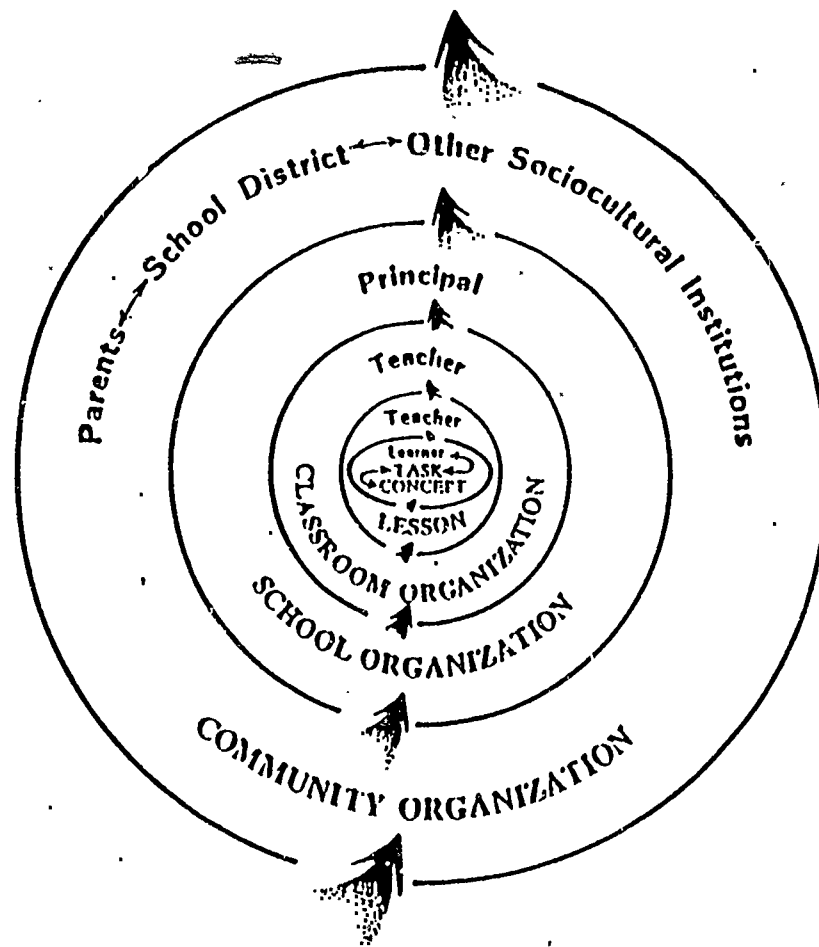 Parents↔School District↔Other Sociocultural Institutions
Principal
Teacher
Teacher
Learner
TASK
CONCEPT
LESSON
CLASSROOM ORGANIZATION
SCHOOL ORGANIZATION
COMMUNITY ORGANIZATION